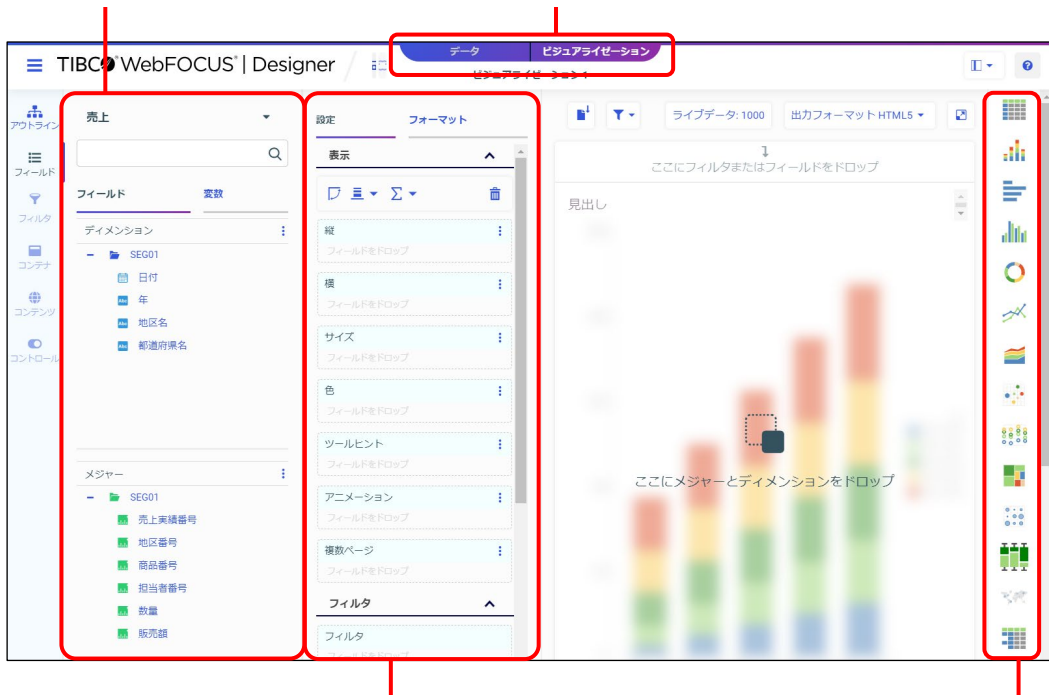 データ
ビジュアライゼーション
TIBCO WebFOCUS® | Designer
アウトライン
フィールド
フィルタ
コンテナ
コンテンツ
コントロール
売上
フィールド
変数
ディメンション
SEG01
日付
Abc 年
Abc 地区名
Abc 都道府県名
メジャー
SEG01
売上実績番号
地区番号
商品番号
担当者番号
数量
販売額
設定
フォーマット
表示
縦
フィールドをドロップ
横
フィールドをドロップ
サイズ
フィールドをドロップ
色
フィールドをドロップ
ツールヒント
フィールドをドロップ
アニメーション
フィールドをドロップ
複数ページ
フィールドをドロップ
フィルタ
フィルタ
フィールドをドロップ
ライブデータ: 1000
出力フォーマット HTML5
ここにフィルタまたはフィールドをドロップ
見出し
ここにメジャーとディメンションをドロップ